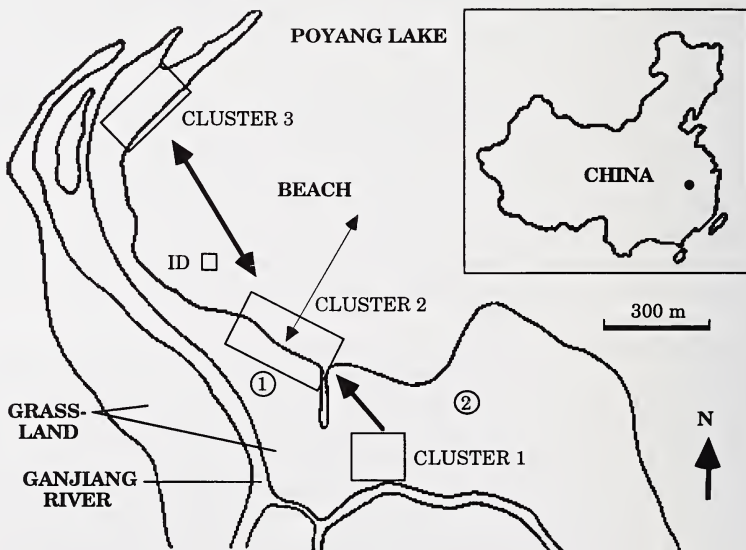 POYANG LAKE
CLUSTER 3
BEACH
CHINA
ID
CLUSTER 2
300 m
①
②
GRASS-
LAND
N
CLUSTER 1
GANJIANG
RIVER